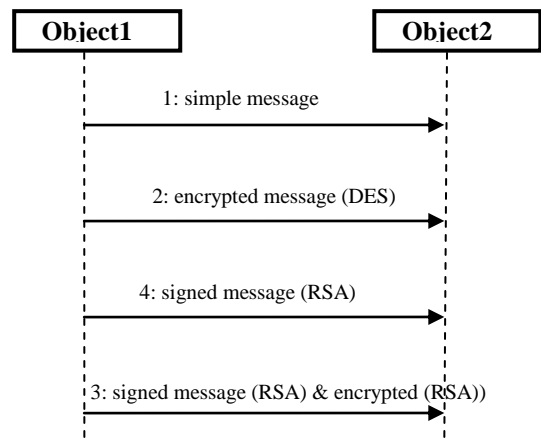 Object1
Object2
1: simple message
2: encrypted message (DES)
4: signed message (RSA)
3: signed message (RSA) & encrypted (RSA))